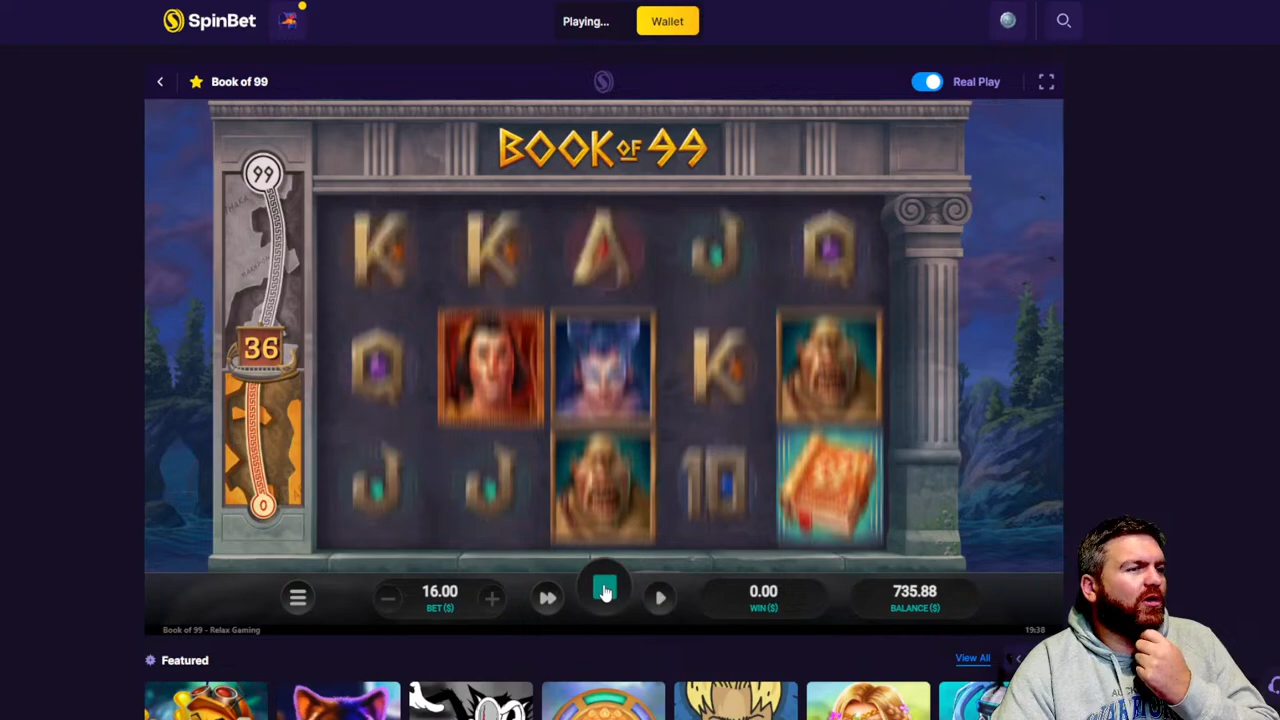 SpinBet
Playing...
Wallet
Book of 99
Real Play
BOOK OF 99
99
K K A J Q
36
Q K
J J 10
0
16.00
BET ($)
0.00
WIN ($)
735.88
BALANCE ($)
Book of 99 - Relax Gaming
19:38
Featured
View All